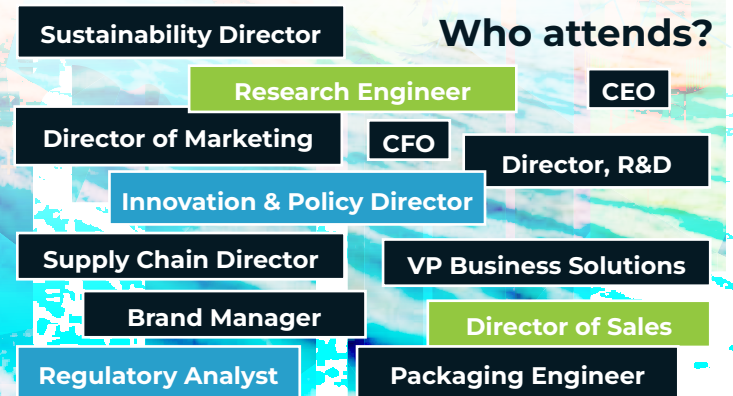 Who attends?
Sustainability Director
Research Engineer
CEO
Director of Marketing
CFO
Director, R&D
Innovation & Policy Director
Supply Chain Director
VP Business Solutions
Brand Manager
Director of Sales
Regulatory Analyst
Packaging Engineer